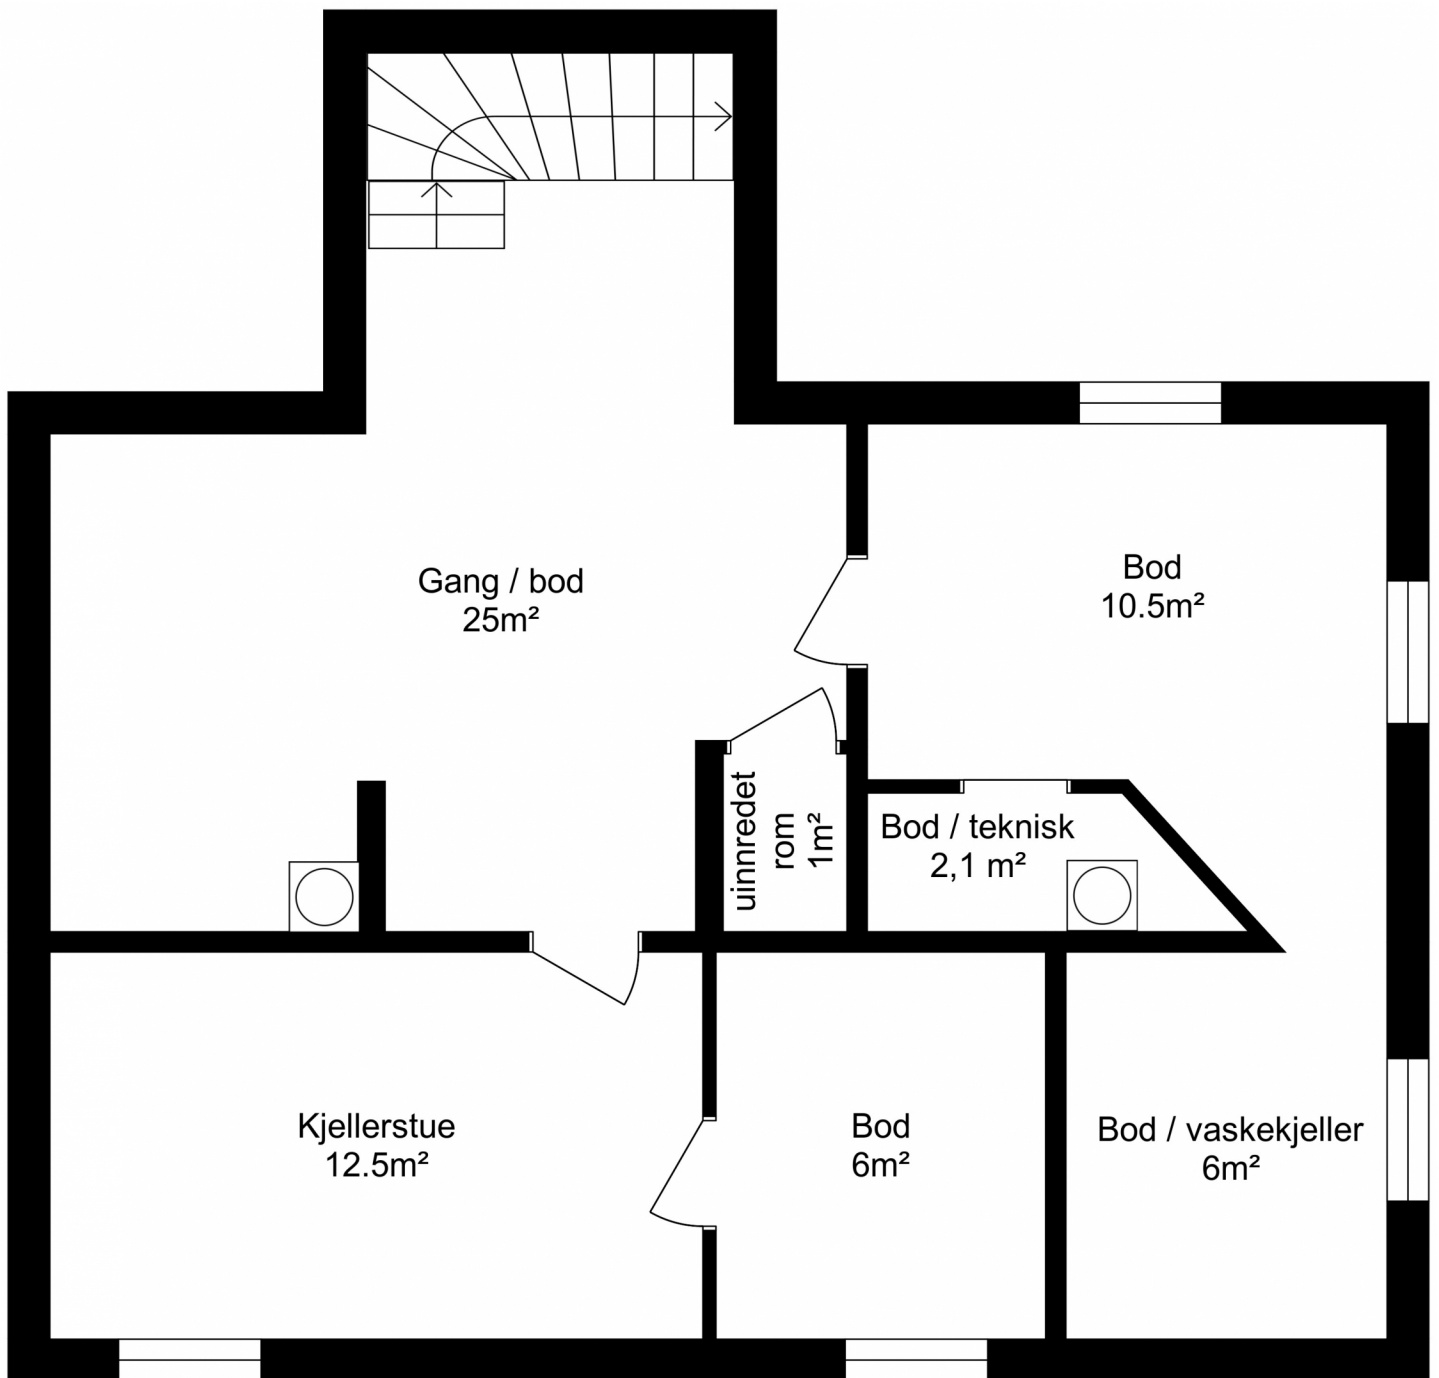 Gang / bod
25m²
Bod
10.5m²
uinnredet
rom
1m²
Bod / teknisk
2,1 m²
Kjellerstue
12.5m²
Bod
6m²
Bod / vaskekjeller
6m²